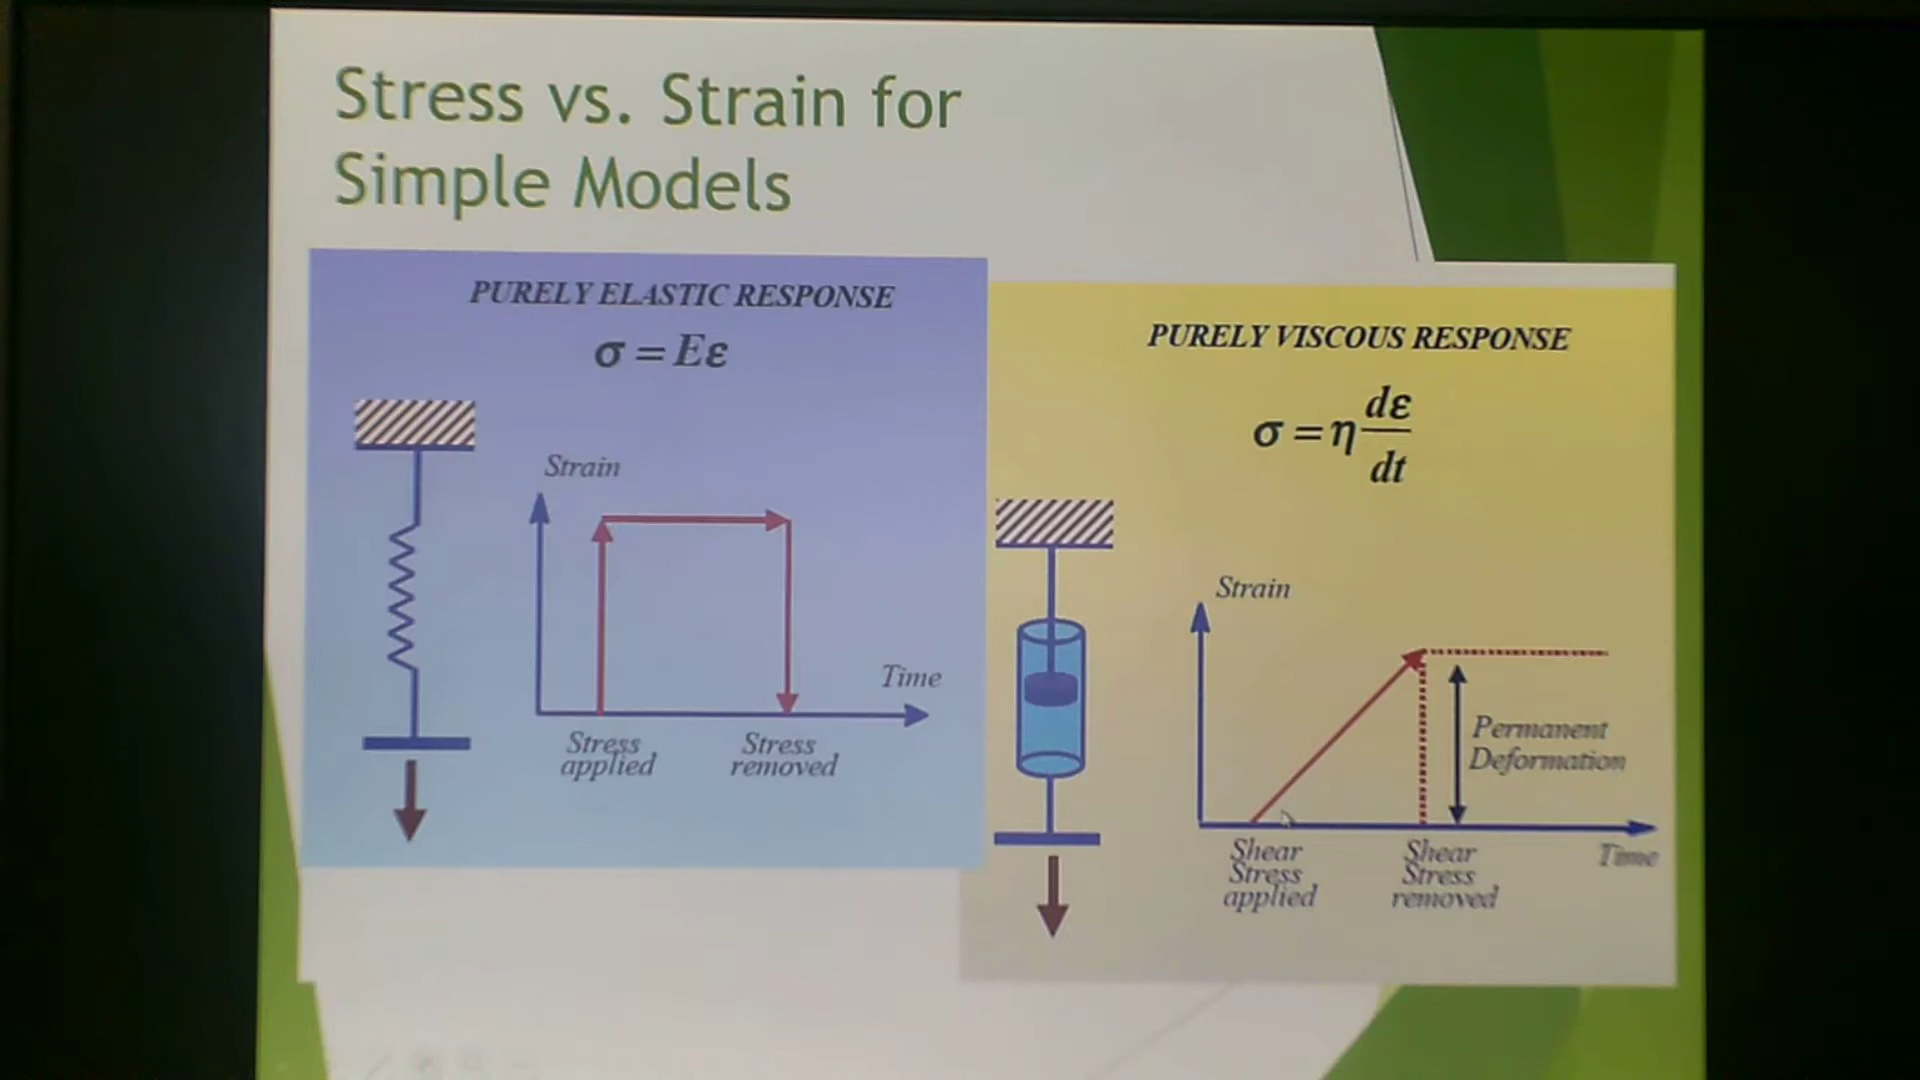 Stress vs. Strain for
Simple Models
PURELY ELASTIC RESPONSE
σ = Eε
Strain
Time
Stress
applied
Stress
removed
PURELY VISCOUS RESPONSE
σ = η dε/dt
Strain
Permanent
Deformation
Time
Shear
Stress
applied
Shear
Stress
removed